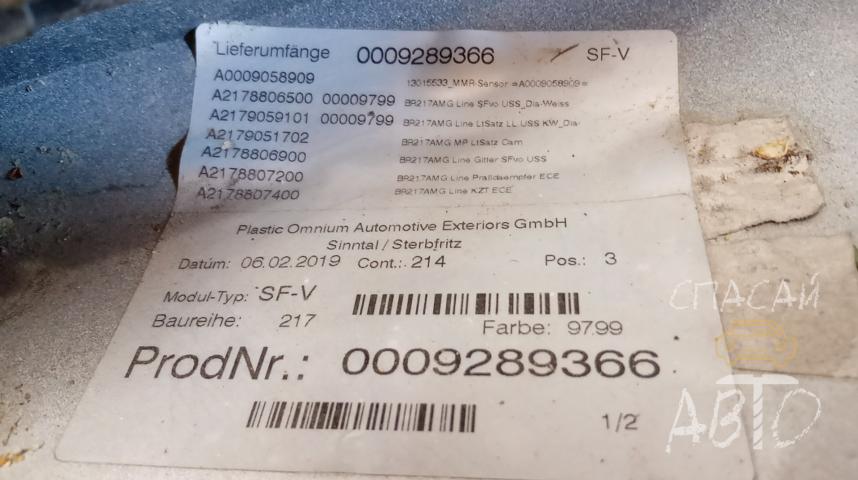 Lieferumfänge 0009289366 SF-V
A0009058909 13015533_MMR-Sensor =A0009058909=
A2178806500 00009799 BR217AMG Line SFvo USS_Dia-Weiss
A2179059101 00009799 BR217AMG Line LtSatz LL USS KW_Dia-
A2179051702 BR217AMG MP LtSatz Cam
A2178806900 BR217AMG Line Gitter SFvo USS
A2178807200 BR217AMG Line Pralldaempfer ECE
A2178807400 BR217AMG Line KZT ECE
Plastic Omnium Automotive Exteriors GmbH
Sinntal / Sterbfritz
Datum: 06.02.2019 Cont.: 214 Pos.: 3
Modul-Typ: SF-V
Baureihe: 217 Farbe: 9799
ProdNr.: 0009289366
1/2
СПАСАЙ
АВТО